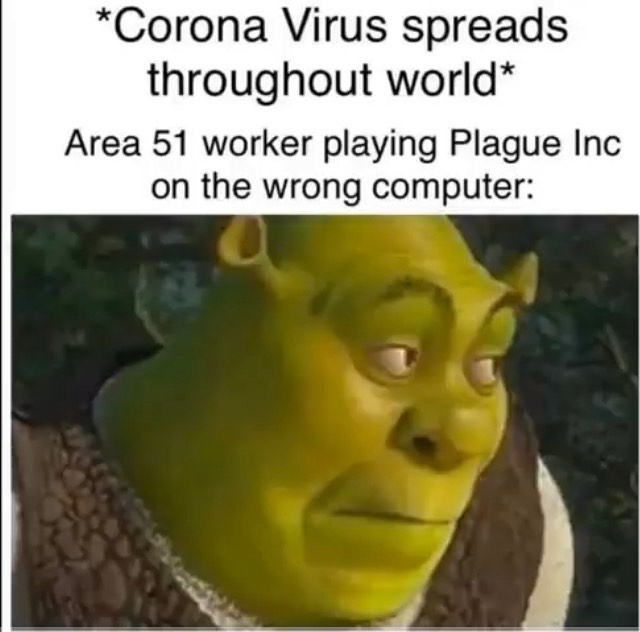 *Corona Virus spreads
throughout world*
Area 51 worker playing Plague Inc
on the wrong computer: